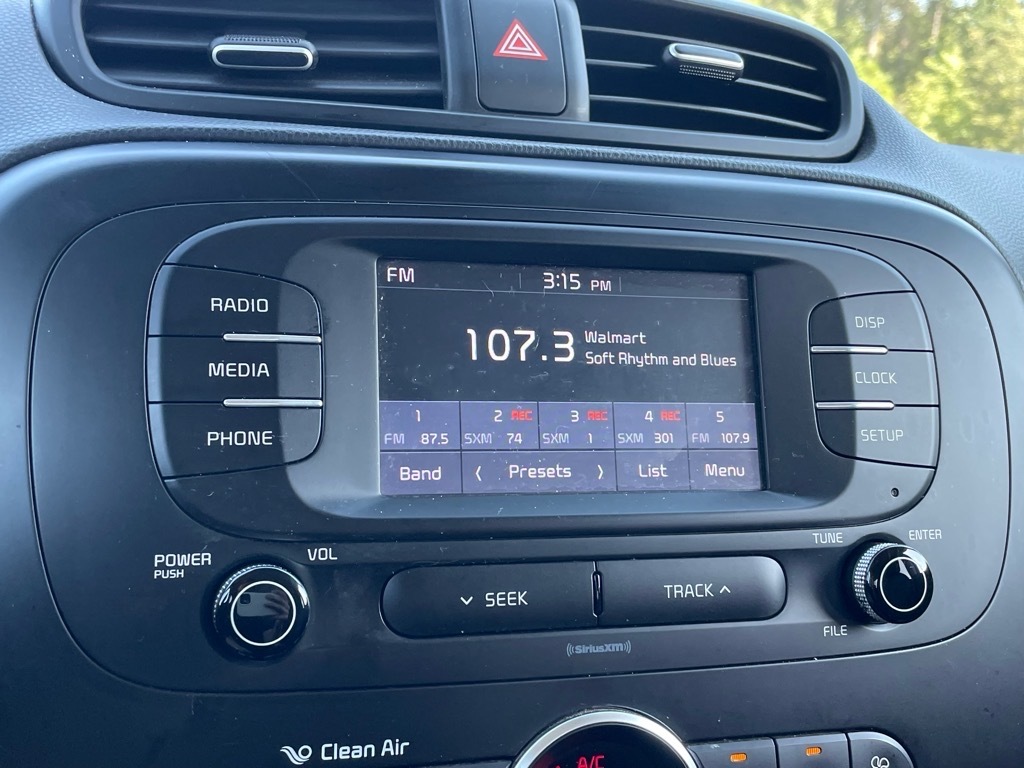 FM 3:15 PM
RADIO
MEDIA
PHONE
107.3 Walmart
Soft Rhythm and Blues
1 2 REC 3 REC 4 REC 5
FM 87.5 SXM 74 SXM 1 SXM 301 FM 107.9
Band < Presets > List Menu
DISP
CLOCK
SETUP
POWER
PUSH
VOL
SEEK
TRACK
TUNE
ENTER
FILE
SiriusXM
Clean Air
A/C